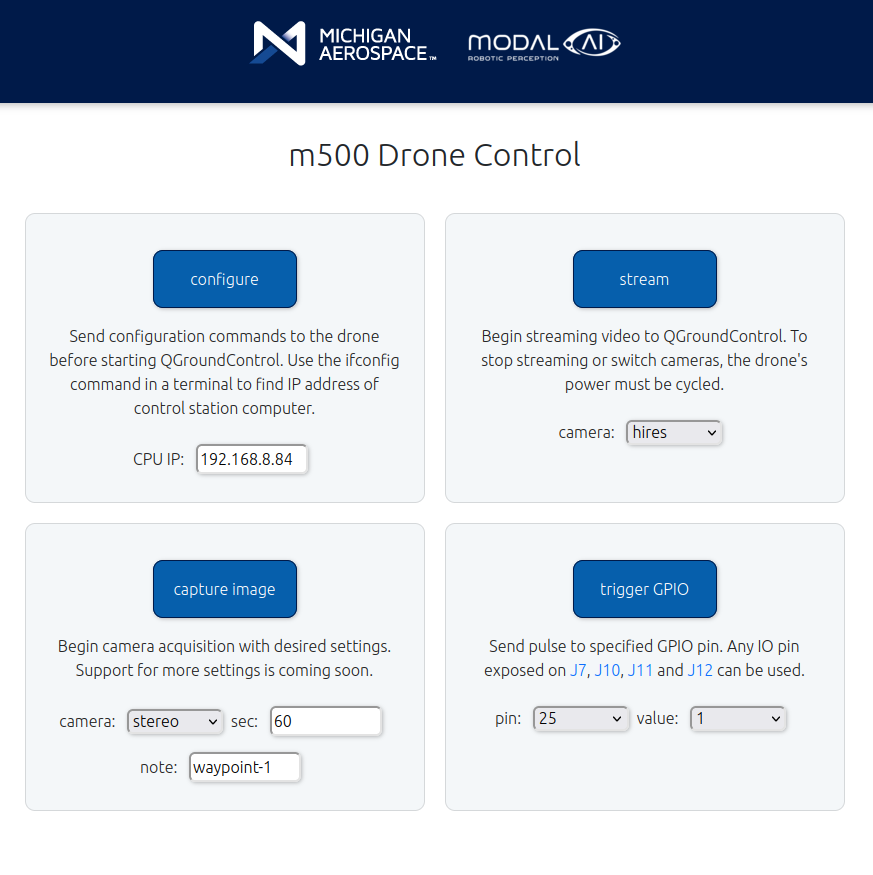 MICHIGAN
AEROSPACE™
MODAL AI
ROBOTIC PERCEPTION
m500 Drone Control
configure
Send configuration commands to the drone
before starting QGroundControl. Use the ifconfig
command in a terminal to find IP address of
control station computer.
CPU IP: 192.168.8.84
stream
Begin streaming video to QGroundControl. To
stop streaming or switch cameras, the drone's
power must be cycled.
camera: hires
capture image
Begin camera acquisition with desired settings.
Support for more settings is coming soon.
camera: stereo sec: 60
note: waypoint-1
trigger GPIO
Send pulse to specified GPIO pin. Any IO pin
exposed on J7, J10, J11 and J12 can be used.
pin: 25 value: 1